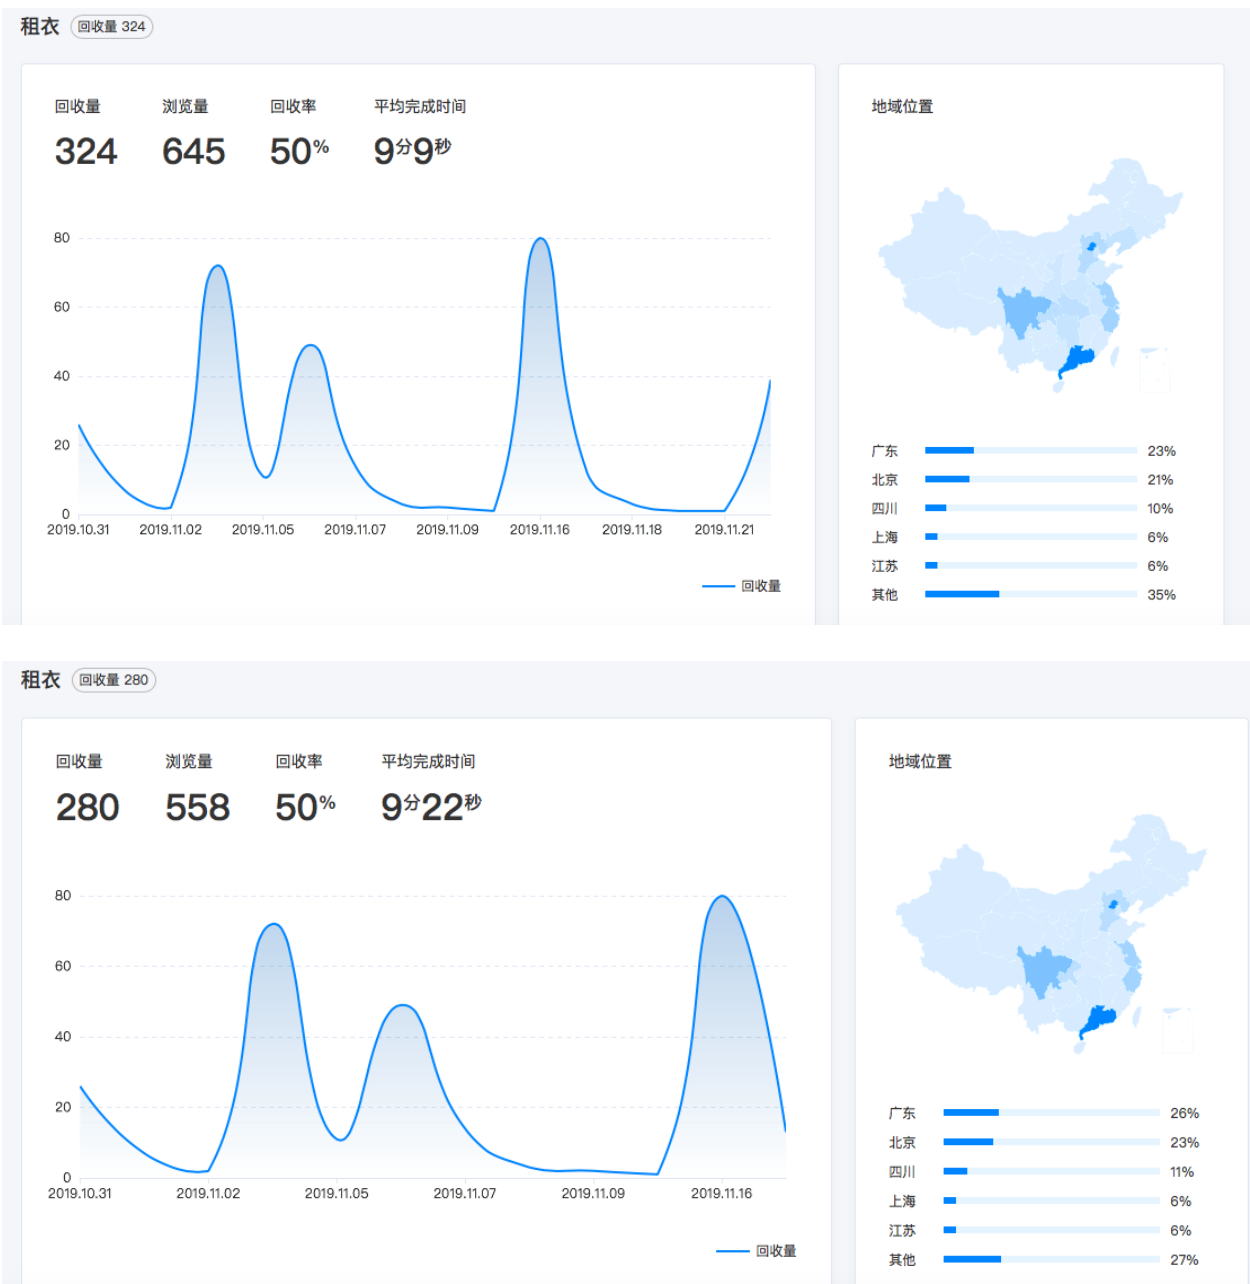 租衣 回收量 324
回收量 浏览量 回收率 平均完成时间
324 645 50% 9分9秒
80
60
40
20
0
2019.10.31 2019.11.02 2019.11.05 2019.11.07 2019.11.09 2019.11.16 2019.11.18 2019.11.21
回收量
地域位置
广东 23%
北京 21%
四川 10%
上海 6%
江苏 6%
其他 35%
租衣 回收量 280
回收量 浏览量 回收率 平均完成时间
280 558 50% 9分22秒
80
60
40
20
0
2019.10.31 2019.11.02 2019.11.05 2019.11.07 2019.11.09 2019.11.16
回收量
地域位置
广东 26%
北京 23%
四川 11%
上海 6%
江苏 6%
其他 27%